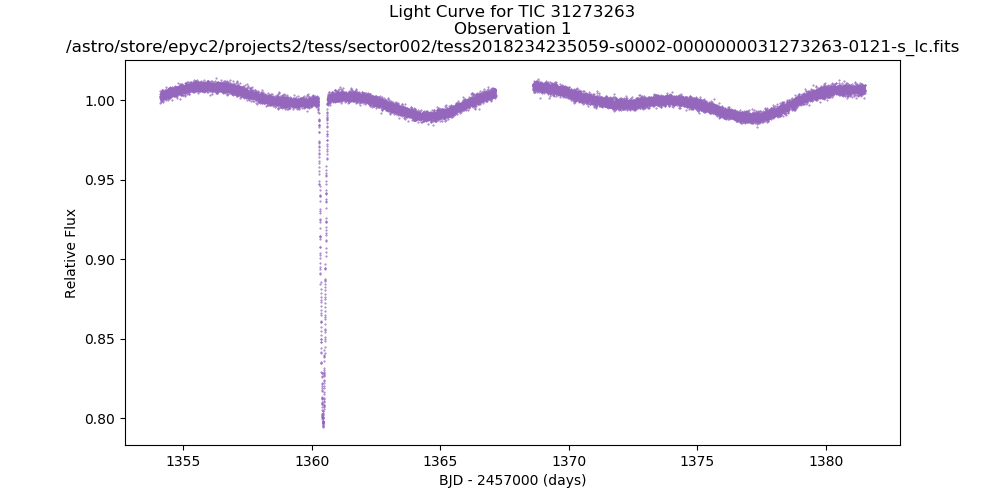 Light Curve for TIC 31273263
Observation 1
/astro/store/epyc2/projects2/tess/sector002/tess2018234235059-s0002-0000000031273263-0121-s_lc.fits
1.00
0.95
0.90
0.85
0.80
Relative Flux
1355 1360 1365 1370 1375 1380
BJD - 2457000 (days)